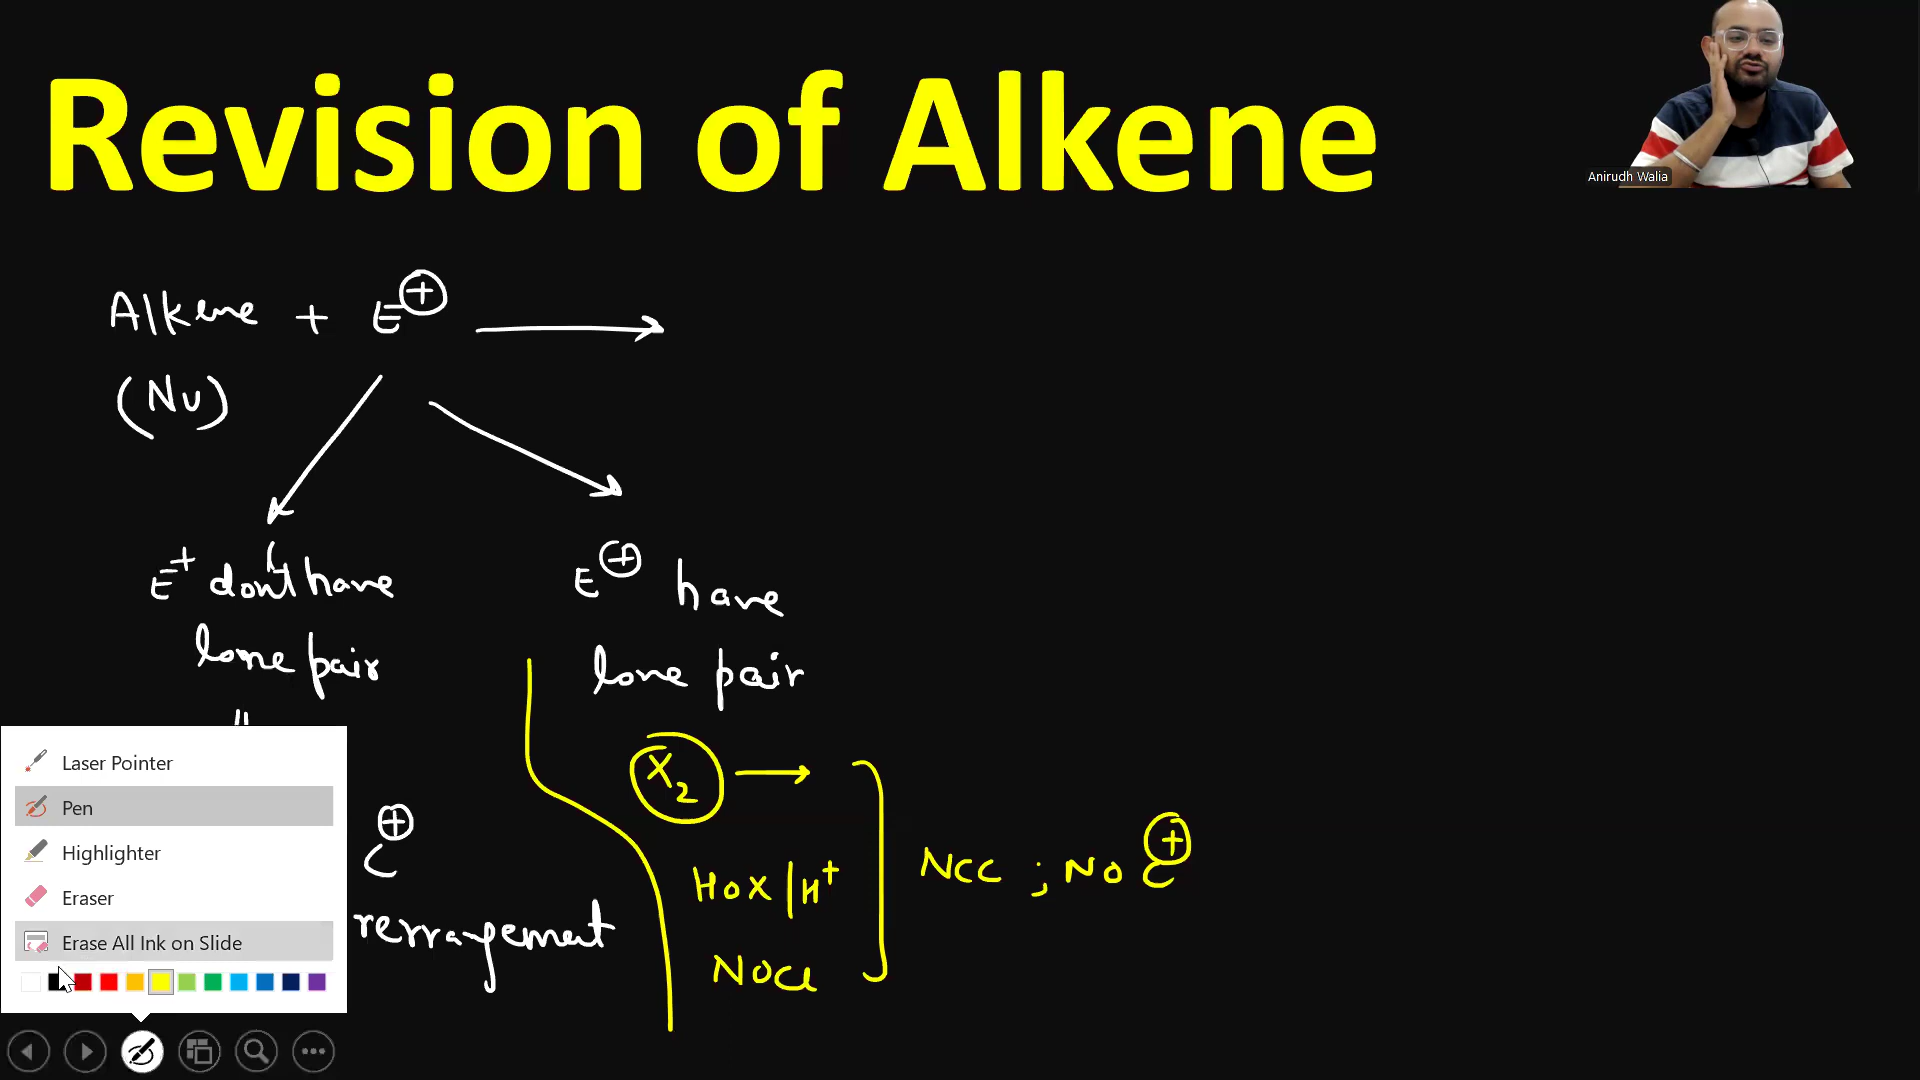 Revision of Alkene
Anirudh Walia
Alkene + E⊕ ⟶
(Nu)
E+ don't have
lone pair
E⊕ have
lone pair
X2 ⟶
HOX/H+
NOCl
NCC ; NO C⊕
C⊕
rerrangement
Laser Pointer
Pen
Highlighter
Eraser
Erase All Ink on Slide